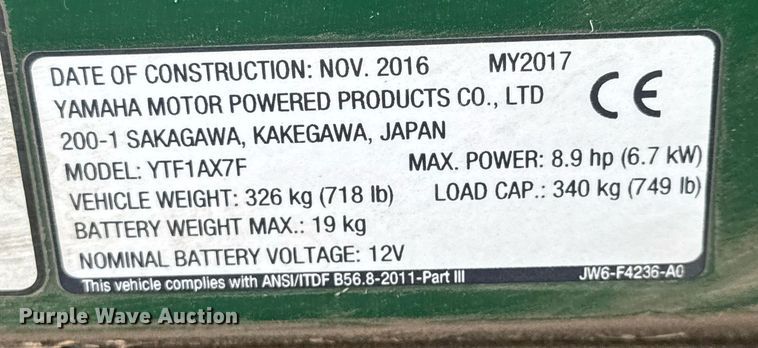 DATE OF CONSTRUCTION: NOV. 2016 MY2017
YAMAHA MOTOR POWERED PRODUCTS CO., LTD
CE
200-1 SAKAGAWA, KAKEGAWA, JAPAN
MODEL: YTF1AX7F MAX. POWER: 8.9 hp (6.7 kW)
VEHICLE WEIGHT: 326 kg (718 lb) LOAD CAP.: 340 kg (749 lb)
BATTERY WEIGHT MAX.: 19 kg
NOMINAL BATTERY VOLTAGE: 12V
This vehicle complies with ANSI/ITDF B56.8-2011-Part III JW6-F4236-A0
Purple Wave Auction